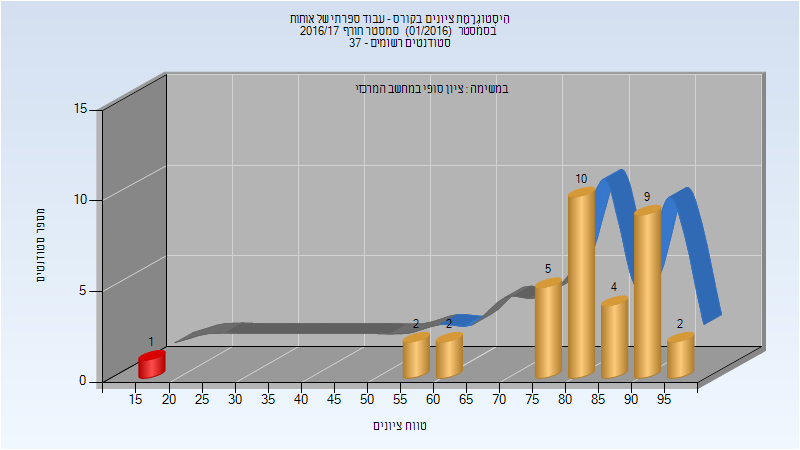 היסטוגרמת ציונים בקורס - עבוד ספרתי של אותות
בסמסטר (01/2016) סמסטר חורף 2016/17
סטודנטים רשומים - 37
במשימה : ציון סופי במחשב המרכזי
מספר סטודנטים
15
10
5
0
1
2
2
5
10
4
9
2
15 20 25 30 35 40 45 50 55 60 65 70 75 80 85 90 95
טווח ציונים